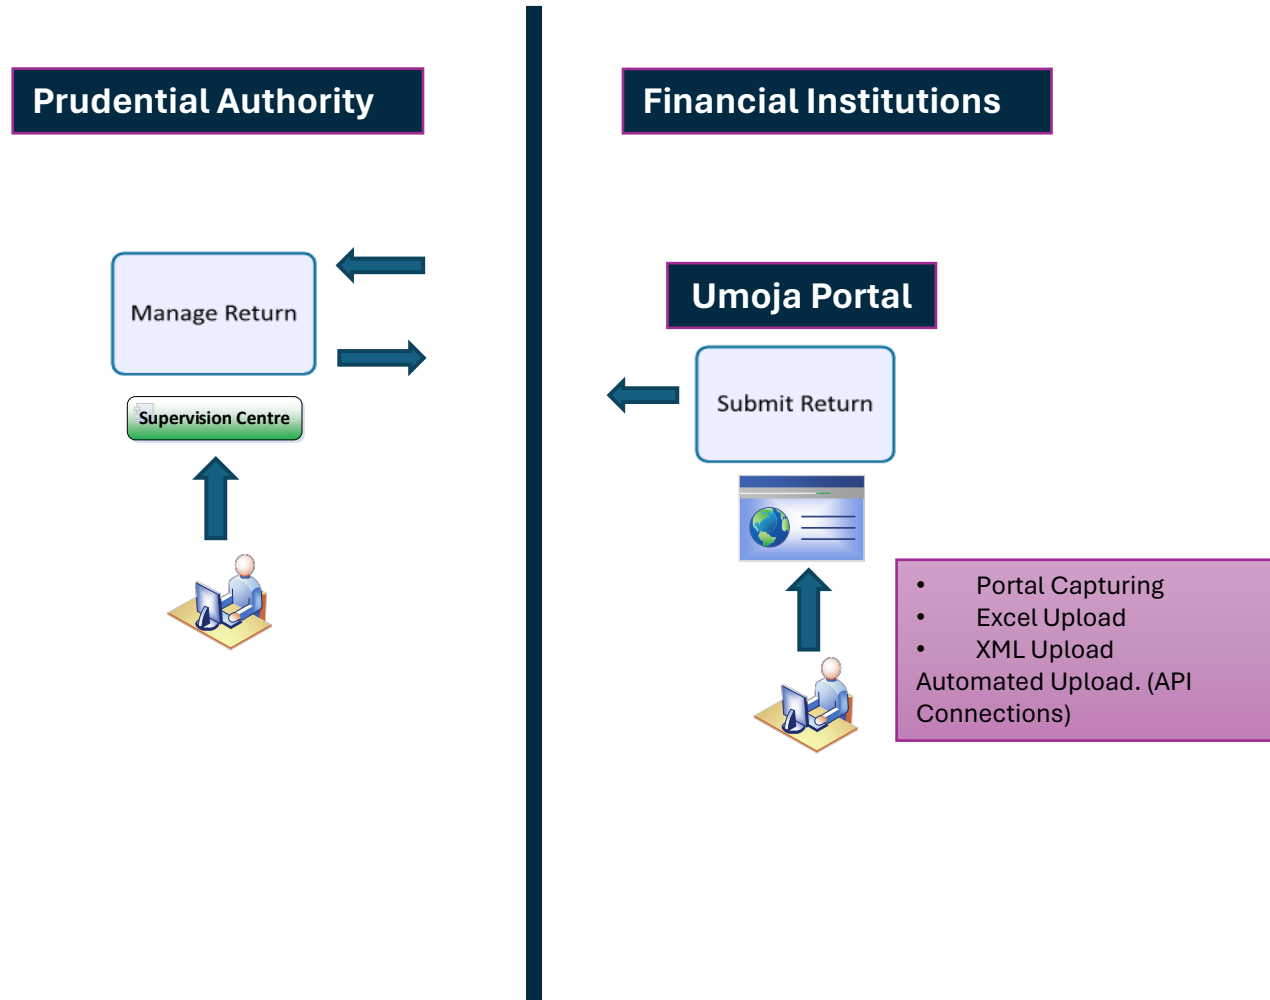 Prudential Authority
Financial Institutions
Manage Return
Supervision Centre
Umoja Portal
Submit Return
• Portal Capturing
• Excel Upload
• XML Upload
Automated Upload. (API
Connections)